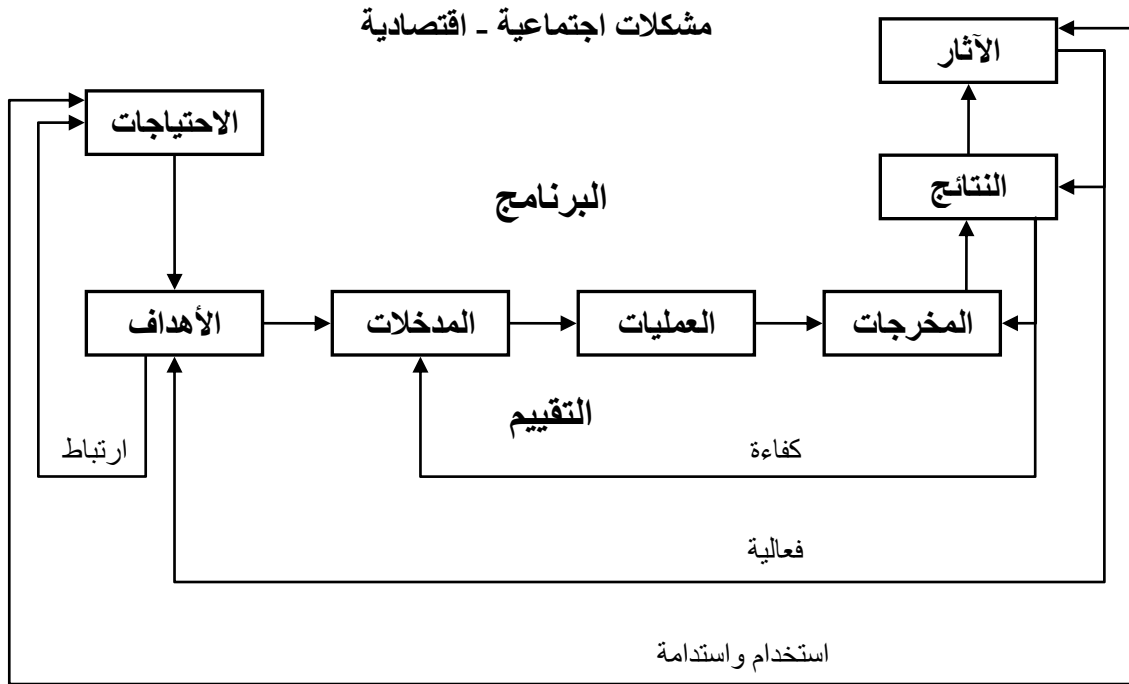 مشكلات اجتماعية - اقتصادية
الآثار
الاحتياجات
النتائج
البرنامج
الأهداف
المدخلات
العمليات
المخرجات
التقييم
ارتباط
كفاءة
فعالية
استخدام واستدامة